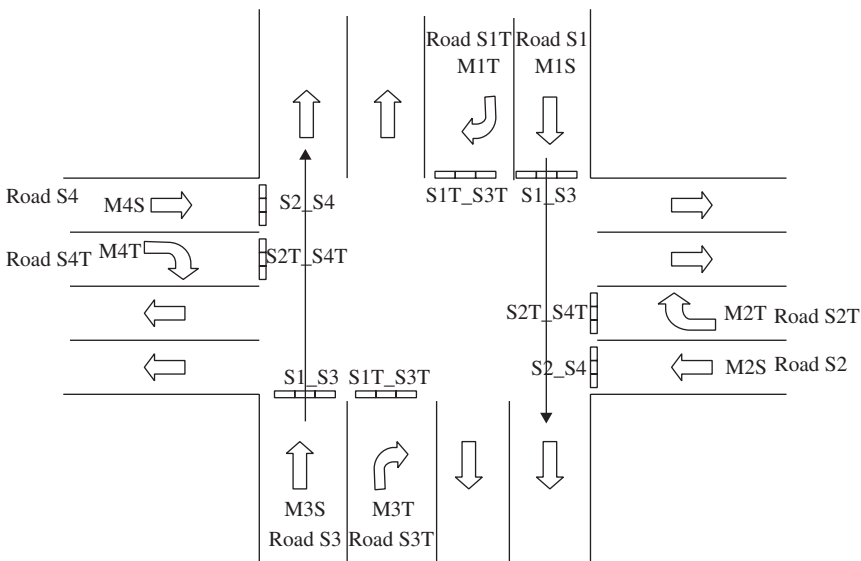 Road S1T Road S1
M1T M1S
Road S4
M4S
S2_S4
S1T_S3T
S1_S3
Road S4T
M4T
S2T_S4T
S2T_S4T
M2T Road S2T
S2_S4
M2S Road S2
S1_S3 S1T_S3T
M3S M3T
Road S3 Road S3T